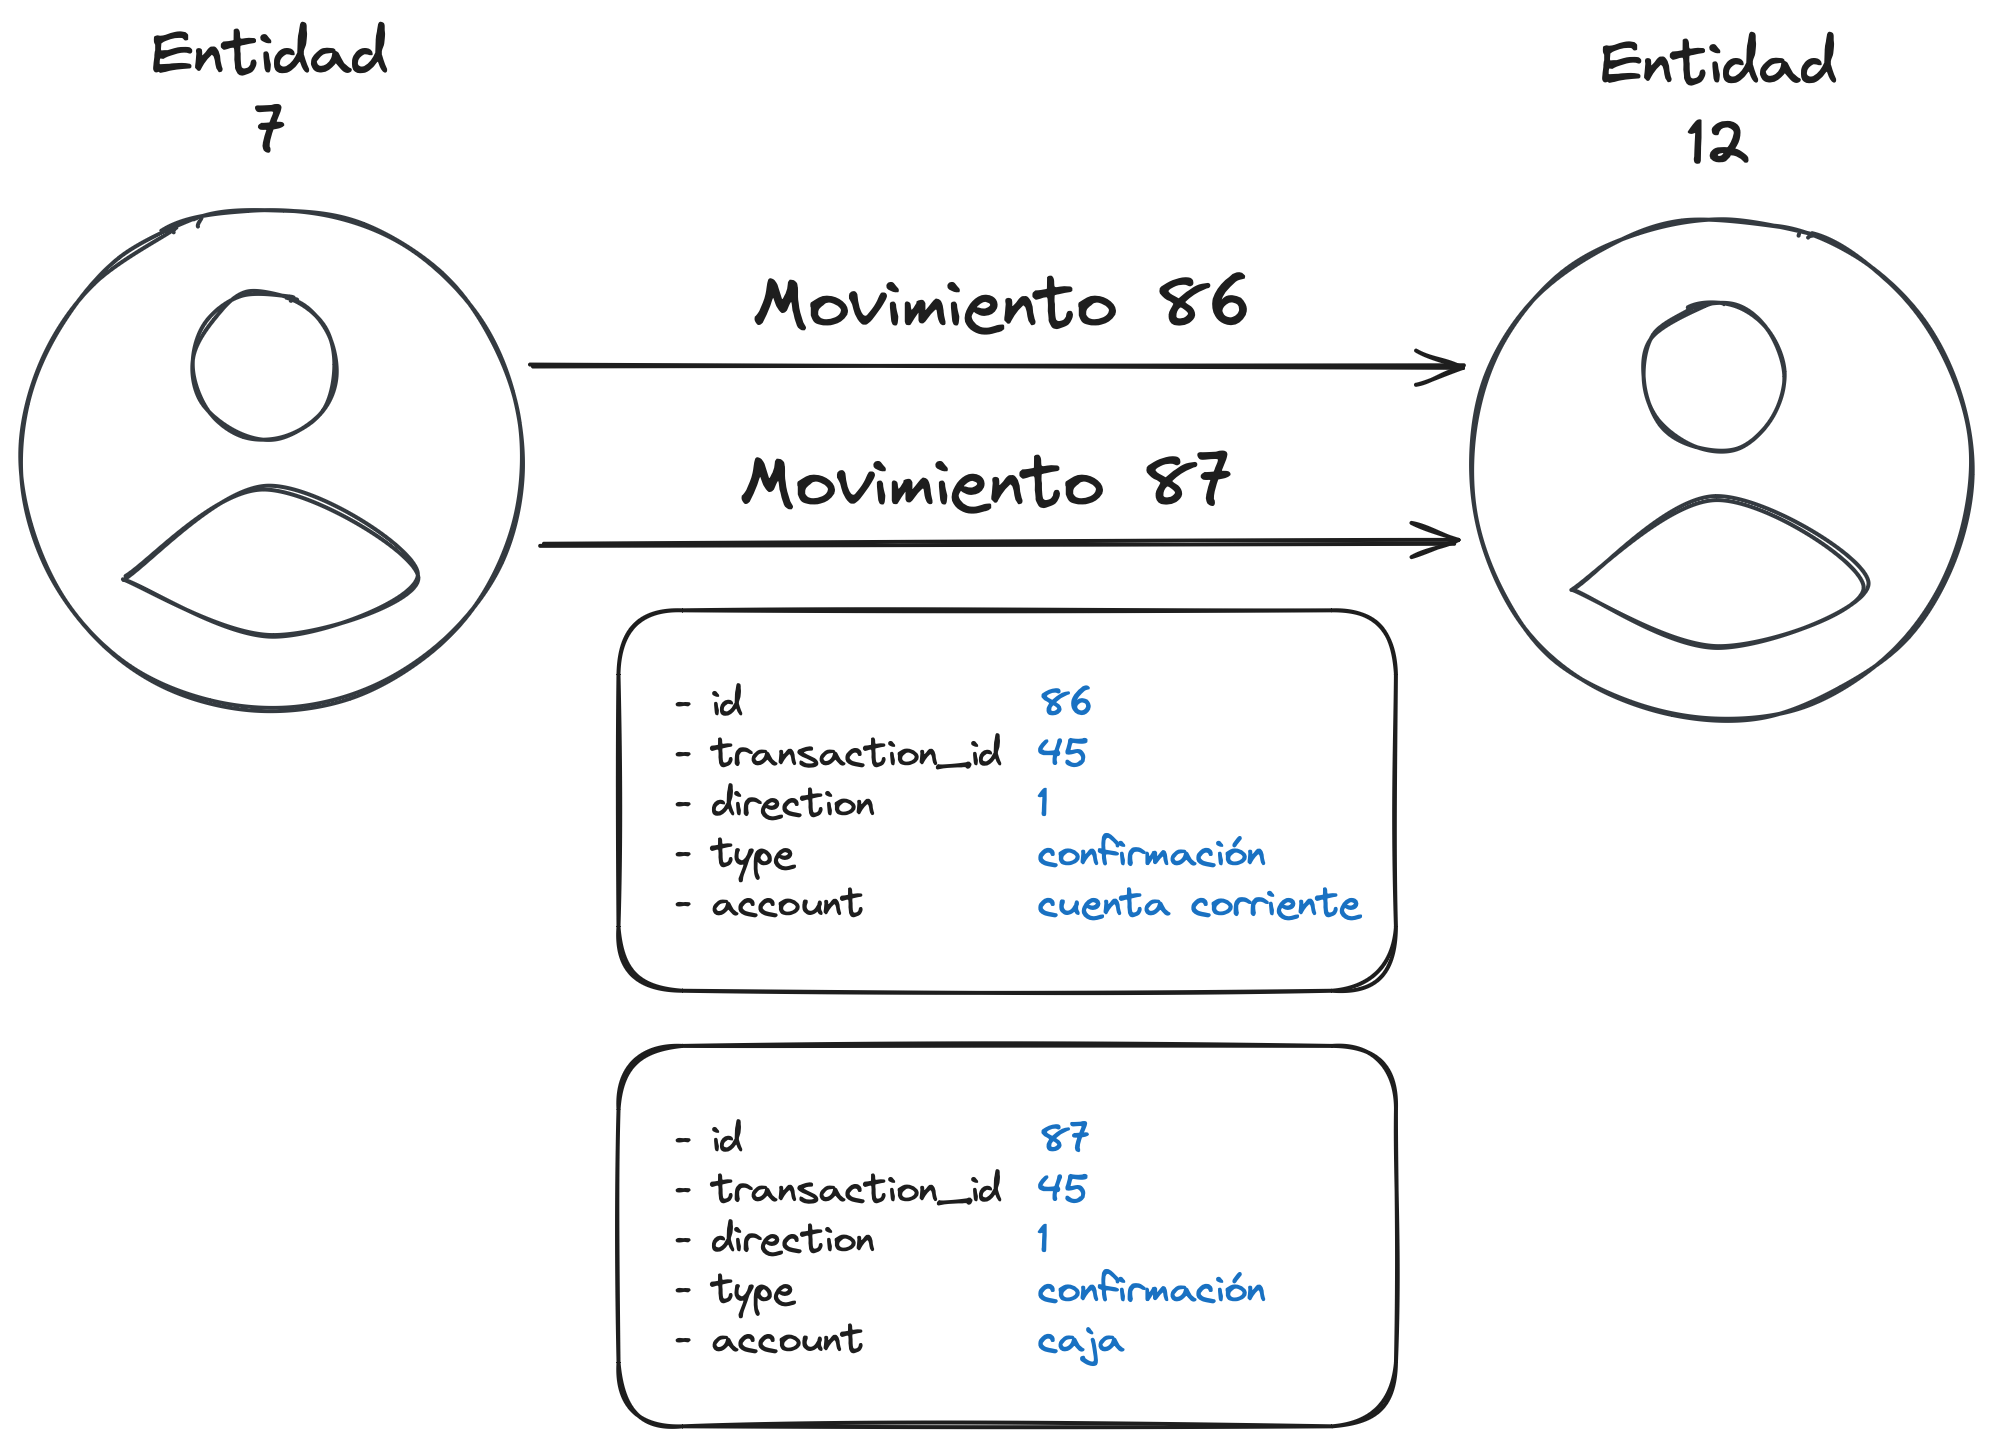 Entidad
7
Entidad
12
Movimiento 86
Movimiento 87
- id 86
- transaction_id 45
- direction 1
- type confirmación
- account cuenta corriente
- id 87
- transaction_id 45
- direction 1
- type confirmación
- account caja